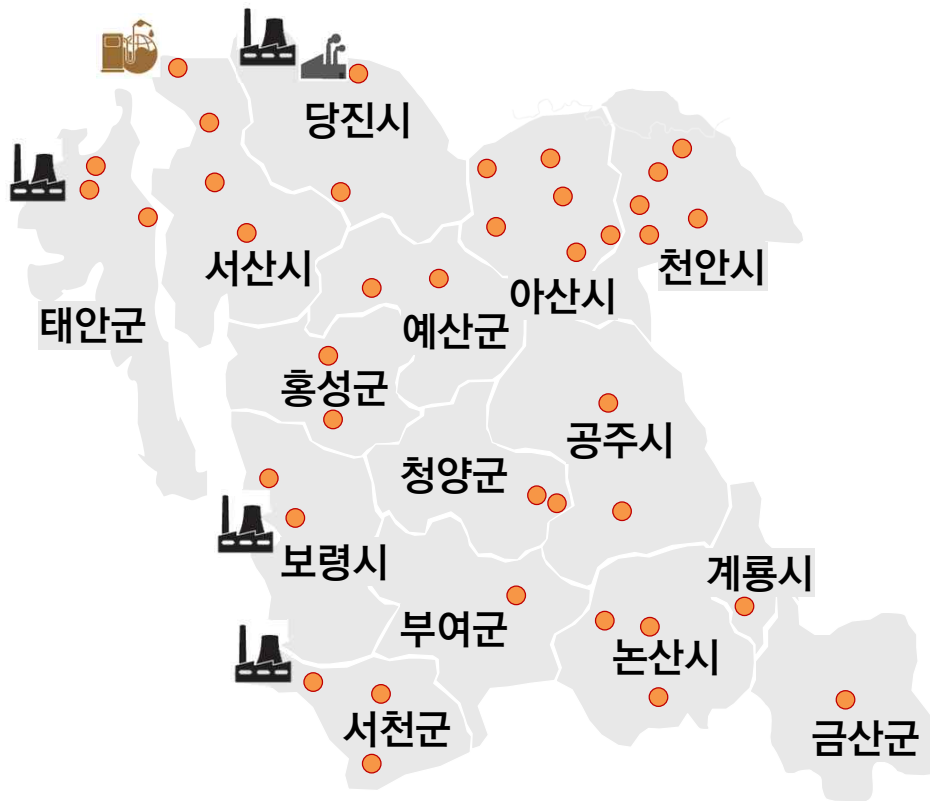 당진시
서산시
천안시
아산시
태안군
예산군
홍성군
공주시
청양군
보령시
계룡시
부여군
논산시
서천군
금산군